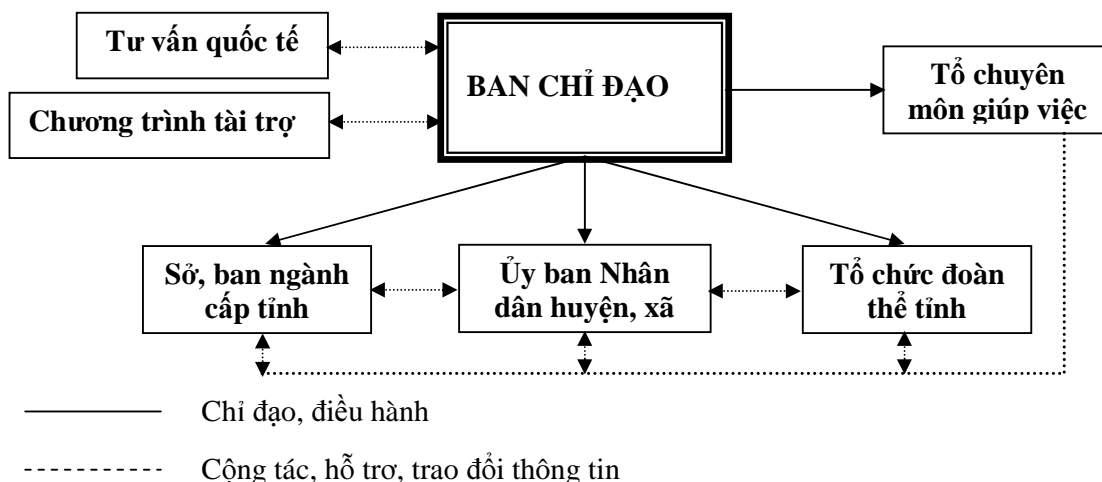 Tư vấn quốc tế
Chương trình tài trợ
BAN CHỈ ĐẠO
Tổ chuyên
môn giúp việc
Sở, ban ngành
cấp tỉnh
Ủy ban Nhân
dân huyện, xã
Tổ chức đoàn
thể tỉnh
Chỉ đạo, điều hành
Cộng tác, hỗ trơ, trao đổi thông tin